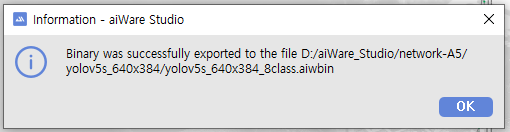 Information - aiWare Studio
Binary was successfully exported to the file D:/aiWare_Studio/network-A5/
yolov5s_640x384/yolov5s_640x384_8class.aiwbin
OK